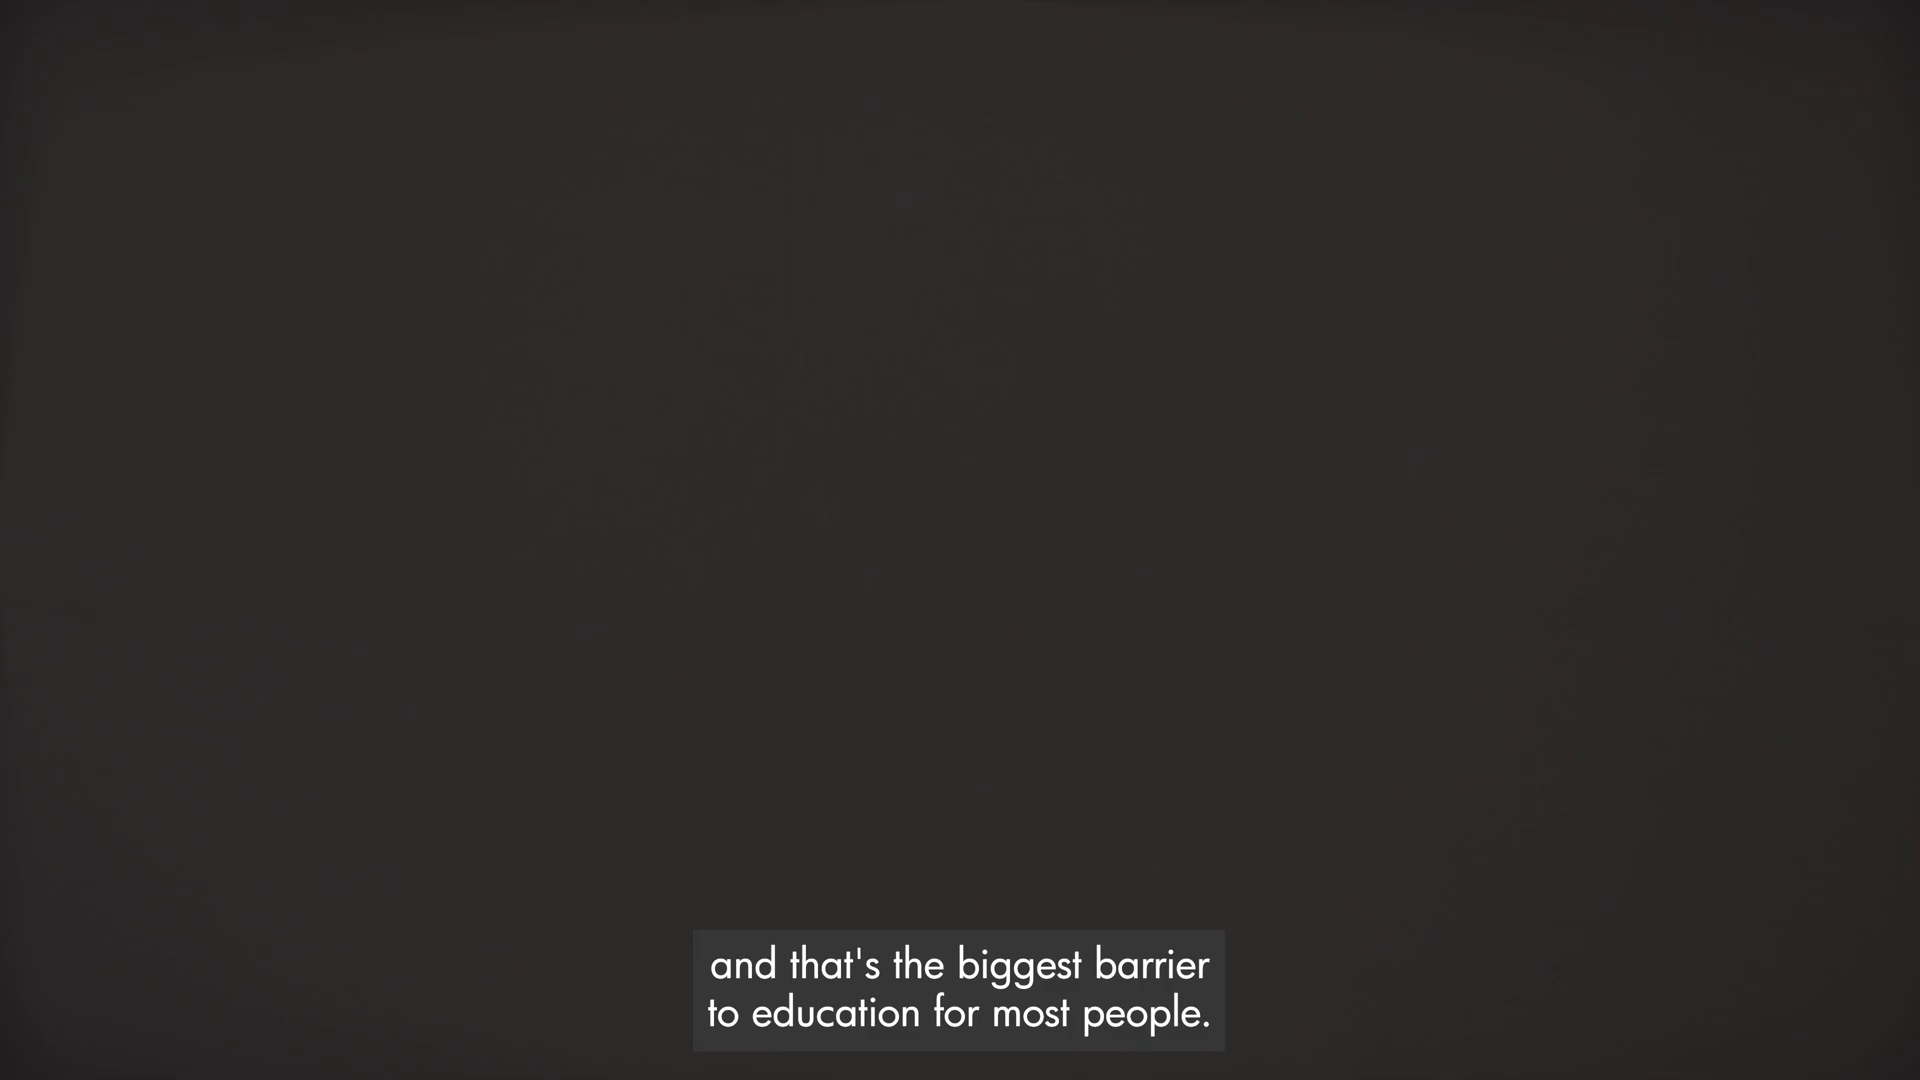 and that's the biggest barrier
to education for most people.